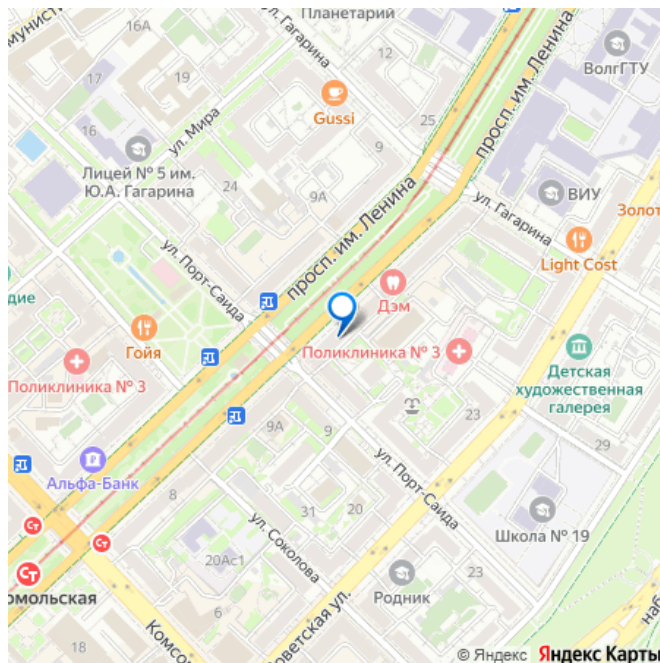 Планетарий
ул. Гагарина
16А
17
19
ул. Мира
16
Gussi
25
просп. им. Ленина
ВолгГТУ
Лицей № 5 им.
Ю.А. Гагарина
24
9
9А
просп. им. Ленина
ул. Гагарина
ВИУ
Light Cost
ул. Порт-Саида
Дэм
Гойя
Поликлиника № 3
Поликлиника № 3
Детская
художественная
галерея
23
29
9А
9
Альфа-Банк
8
31
20
ул. Порт-Саида
ул. Соколова
Школа № 19
20Ас1
Ст
Ст
Ст
Родник
23
18
© Яндекс
Яндекс Карты